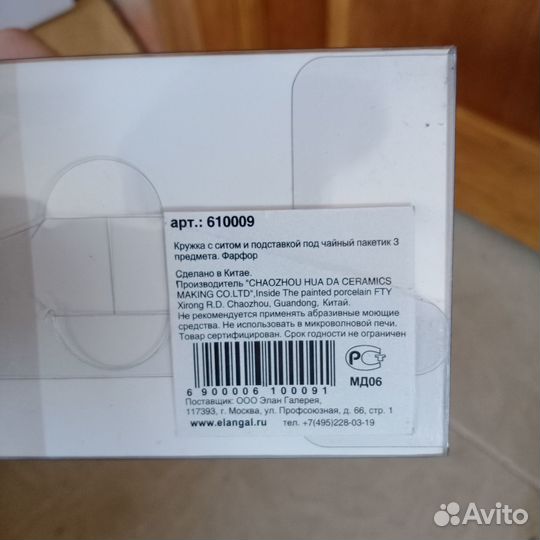 арт.: 610009
Кружка с ситом и подставкой под чайный пакетик 3
предмета. Фарфор
Сделано в Китае.
Производитель "CHAOZHOU HUA DA CERAMICS
MAKING CO.LTD",Inside The painted porcelain FTY
Xirong R.D. Chaozhou, Guandong, Китай.
Не рекомендуется применять абразивные моющие
средства. Не использовать в микроволновой печи.
Товар сертифицирован. Срок годности не ограничен
6 900006 100091
МД06
Поставщик: ООО Элан Галерея,
117393, г. Москва, ул. Профсоюзная, д. 66, стр. 1
www.elangal.ru тел. +7(495)228-03-19
Avito